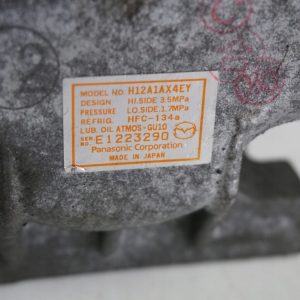 MODEL NO. H12A1AX4EY
DESIGN HI.SIDE 3.5MPa
PRESSURE LO.SIDE 1.7MPa
REFRIG. HFC-134a
LUB. OIL ATMOS-GU10
SER. NO. E1223290
Panasonic Corporation
MADE IN JAPAN